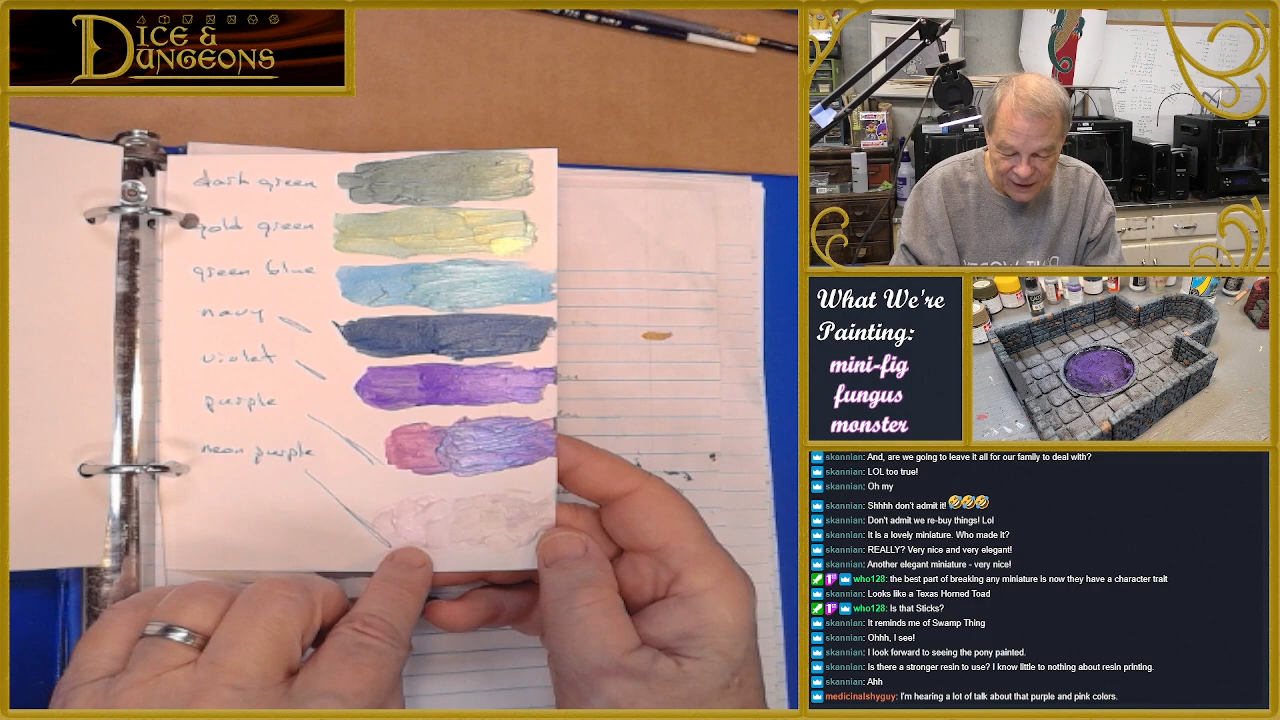 DICE &
DUNGEONS
dark green
gold green
green blue
navy
violet
purple
neon purple
What We're
Painting:
mini-fig
fungus
monster
skannian: And, are we going to leave it all for our family to deal with?
skannian: LOL too true!
skannian: Oh my
skannian: Shhhh don't admit it! 🤣🤣🤣
skannian: Don't admit we re-buy things! Lol
skannian: It is a lovely miniature. Who made it?
skannian: REALLY? Very nice and very elegant!
skannian: Another elegant miniature - very nice!
who128: the best part of breaking any miniature is now they have a character trait
skannian: Looks like a Texas Horned Toad
who128: Is that Sticks?
skannian: It reminds me of Swamp Thing
skannian: Ohhh, I see!
skannian: I look forward to seeing the pony painted.
skannian: Is there a stronger resin to use? I know little to nothing about resin printing.
skannian: Ahh
medicinalshyguy: I'm hearing a lot of talk about that purple and pink colors.